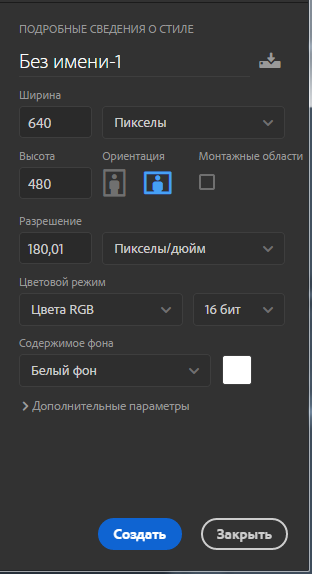 ПОДРОБНЫЕ СВЕДЕНИЯ О СТИЛЕ
Без имени-1
Ширина
640 Пикселы
Высота Ориентация Монтажные области
480
Разрешение
180,01 Пикселы/дюйм
Цветовой режим
Цвета RGB 16 бит
Содержимое фона
Белый фон
Дополнительные параметры
Создать Закрыть